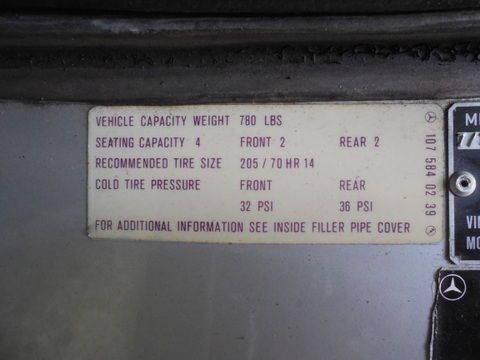 VEHICLE CAPACITY WEIGHT 780 LBS
SEATING CAPACITY 4 FRONT 2 REAR 2
RECOMMENDED TIRE SIZE 205 / 70 HR 14
COLD TIRE PRESSURE FRONT REAR
32 PSI 36 PSI
FOR ADDITIONAL INFORMATION SEE INSIDE FILLER PIPE COVER
107 584 02 39
VI
MO